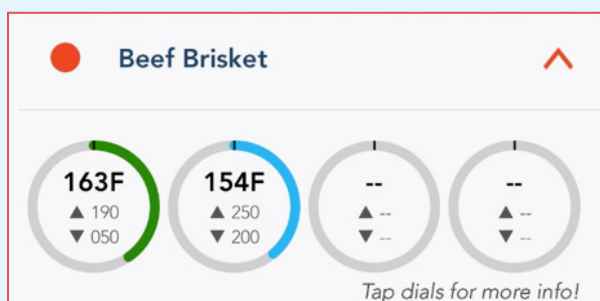 Beef Brisket
163F 154F -- --
▲ 190 ▲ 250 ▲ -- ▲ --
▼ 050 ▼ 200 ▼ -- ▼ --
Tap dials for more info!